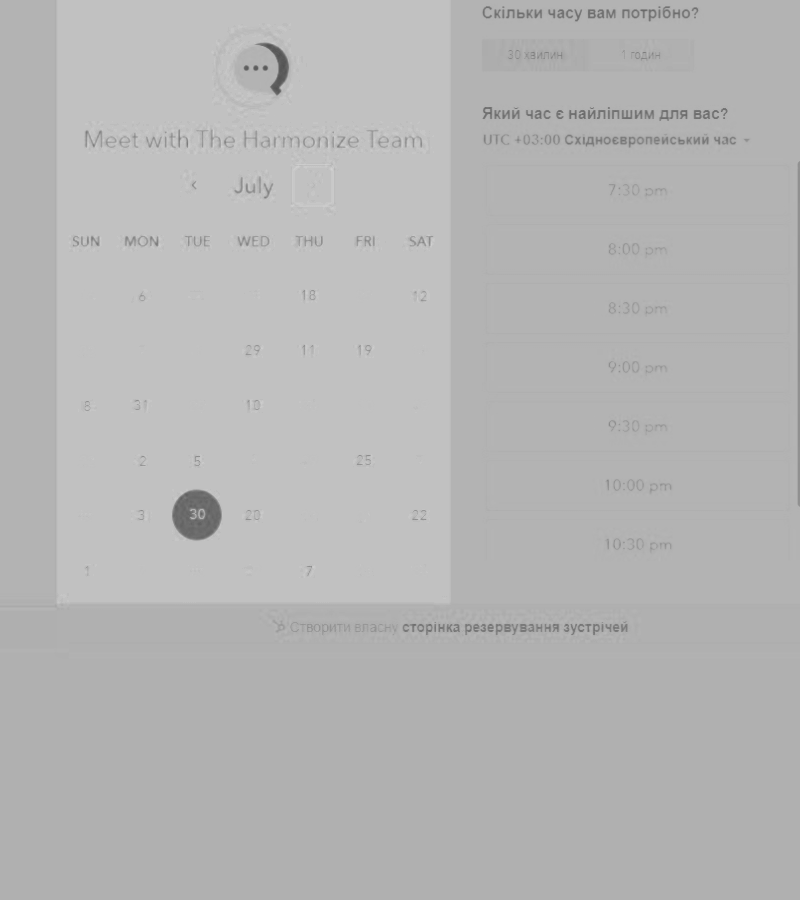 Meet with The Harmonize Team
July
SUN MON TUE WED THU FRI SAT
6 18 12
29 11 19
8 31 10
2 5 25
3 30 20 22
1 7
Скільки часу вам потрібно?
30 хвилин 1 годин
Який час є найліпшим для вас?
UTC +03:00 Східноєвропейський час
7:30 pm
8:00 pm
8:30 pm
9:00 pm
9:30 pm
10:00 pm
10:30 pm
Створити власну сторінка резервування зустрічей